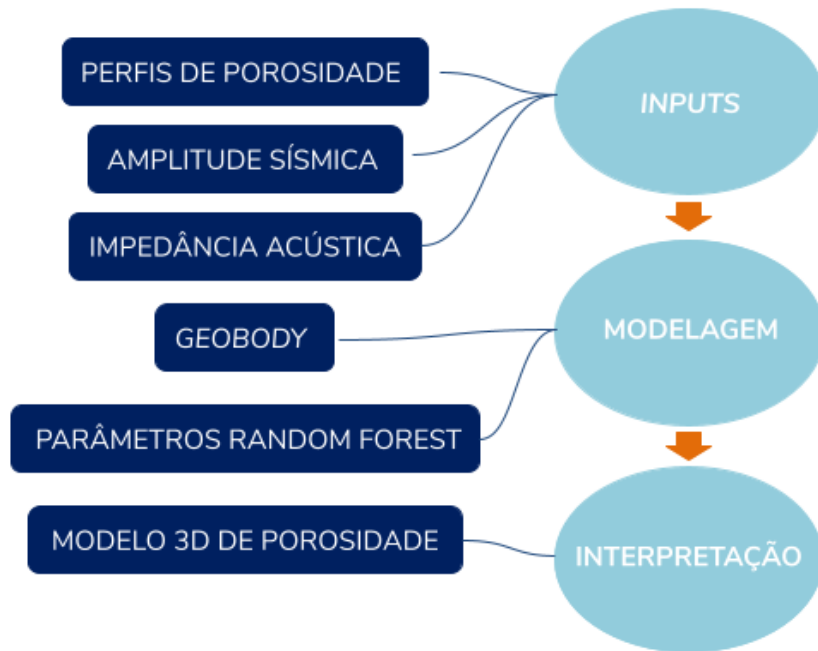 PERFIS DE POROSIDADE
AMPLITUDE SÍSMICA
IMPEDÂNCIA ACÚSTICA
INPUTS
GEOBODY
PARÂMETROS RANDOM FOREST
MODELAGEM
MODELO 3D DE POROSIDADE
INTERPRETAÇÃO